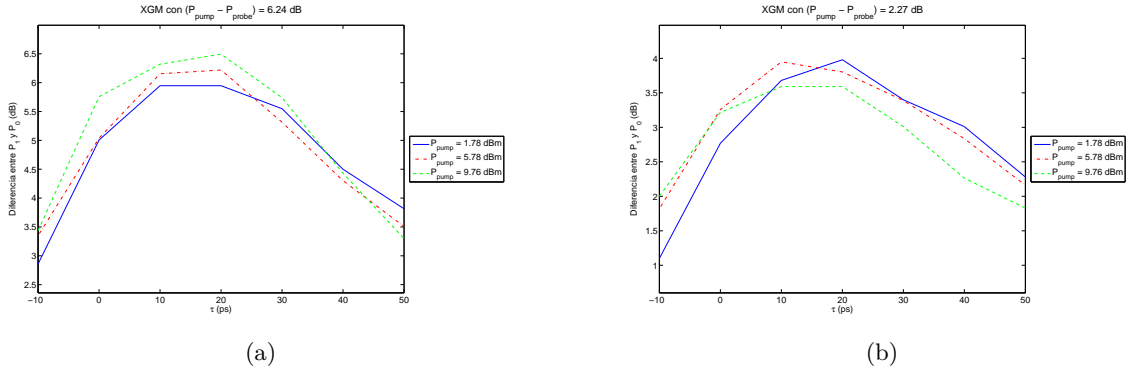 XGM con (P_pump − P_probe) = 6.24 dB
Diferencia entre P_1 y P_0 (dB)
6.5
6
5.5
5
4.5
4
3.5
3
2.5
−10 0 10 20 30 40 50
τ (ps)
P_pump = 1.78 dBm
P_pump = 5.78 dBm
P_pump = 9.76 dBm
(a)
XGM con (P_pump − P_probe) = 2.27 dB
Diferencia entre P_1 y P_0 (dB)
4
3.5
3
2.5
2
1.5
1
−10 0 10 20 30 40 50
τ (ps)
P_pump = 1.78 dBm
P_pump = 5.78 dBm
P_pump = 9.76 dBm
(b)